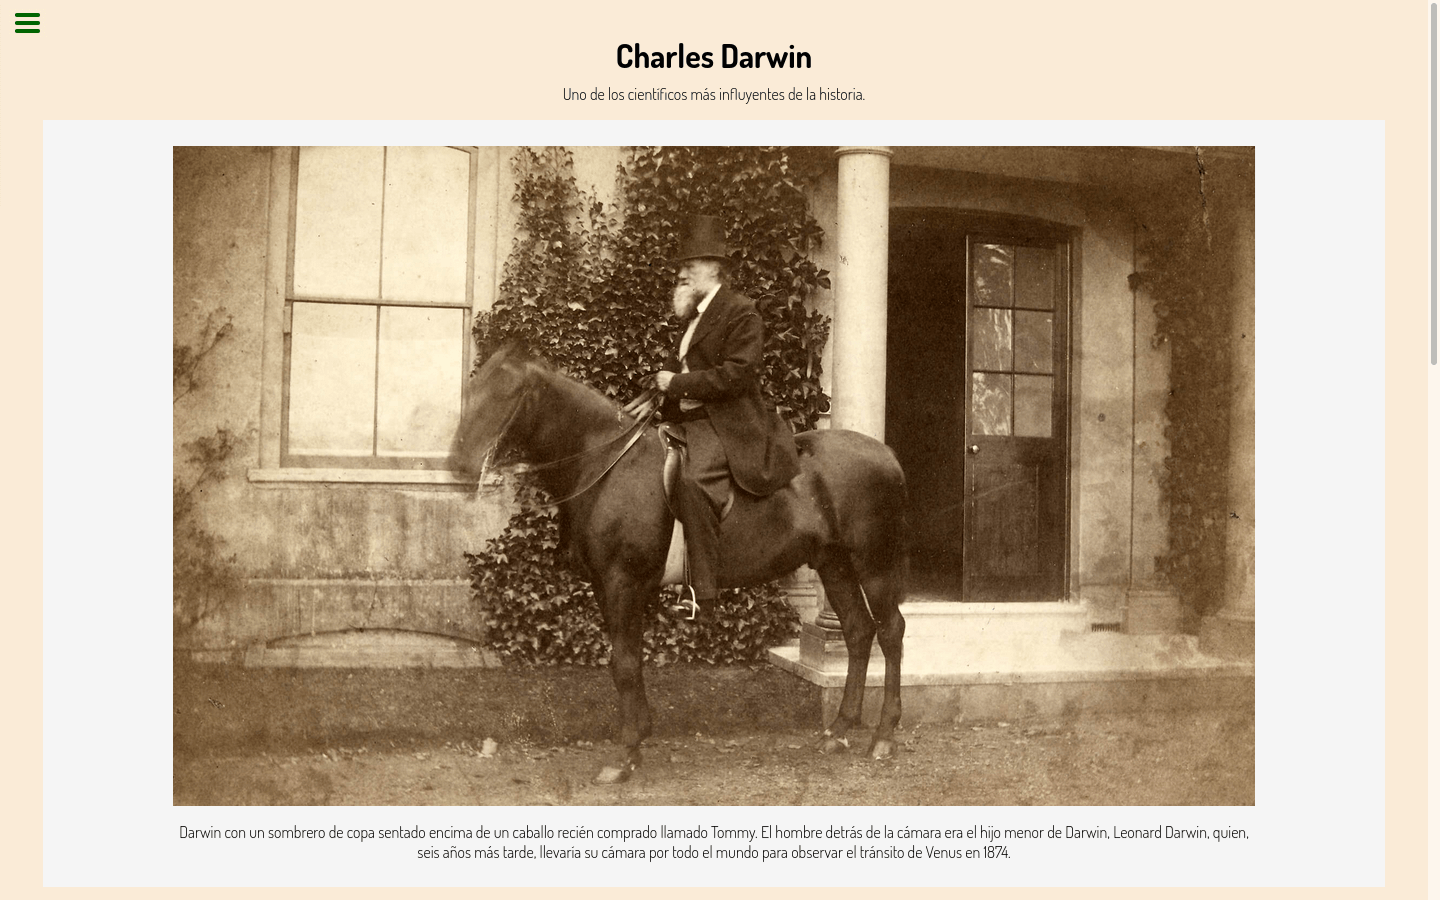 Charles Darwin
Uno de los científicos más influyentes de la historia.
Darwin con un sombrero de copa sentado encima de un caballo recién comprado llamado Tommy. El hombre detrás de la cámara era el hijo menor de Darwin, Leonard Darwin, quien,
seis años más tarde, llevaría su cámara por todo el mundo para observar el tránsito de Venus en 1874.